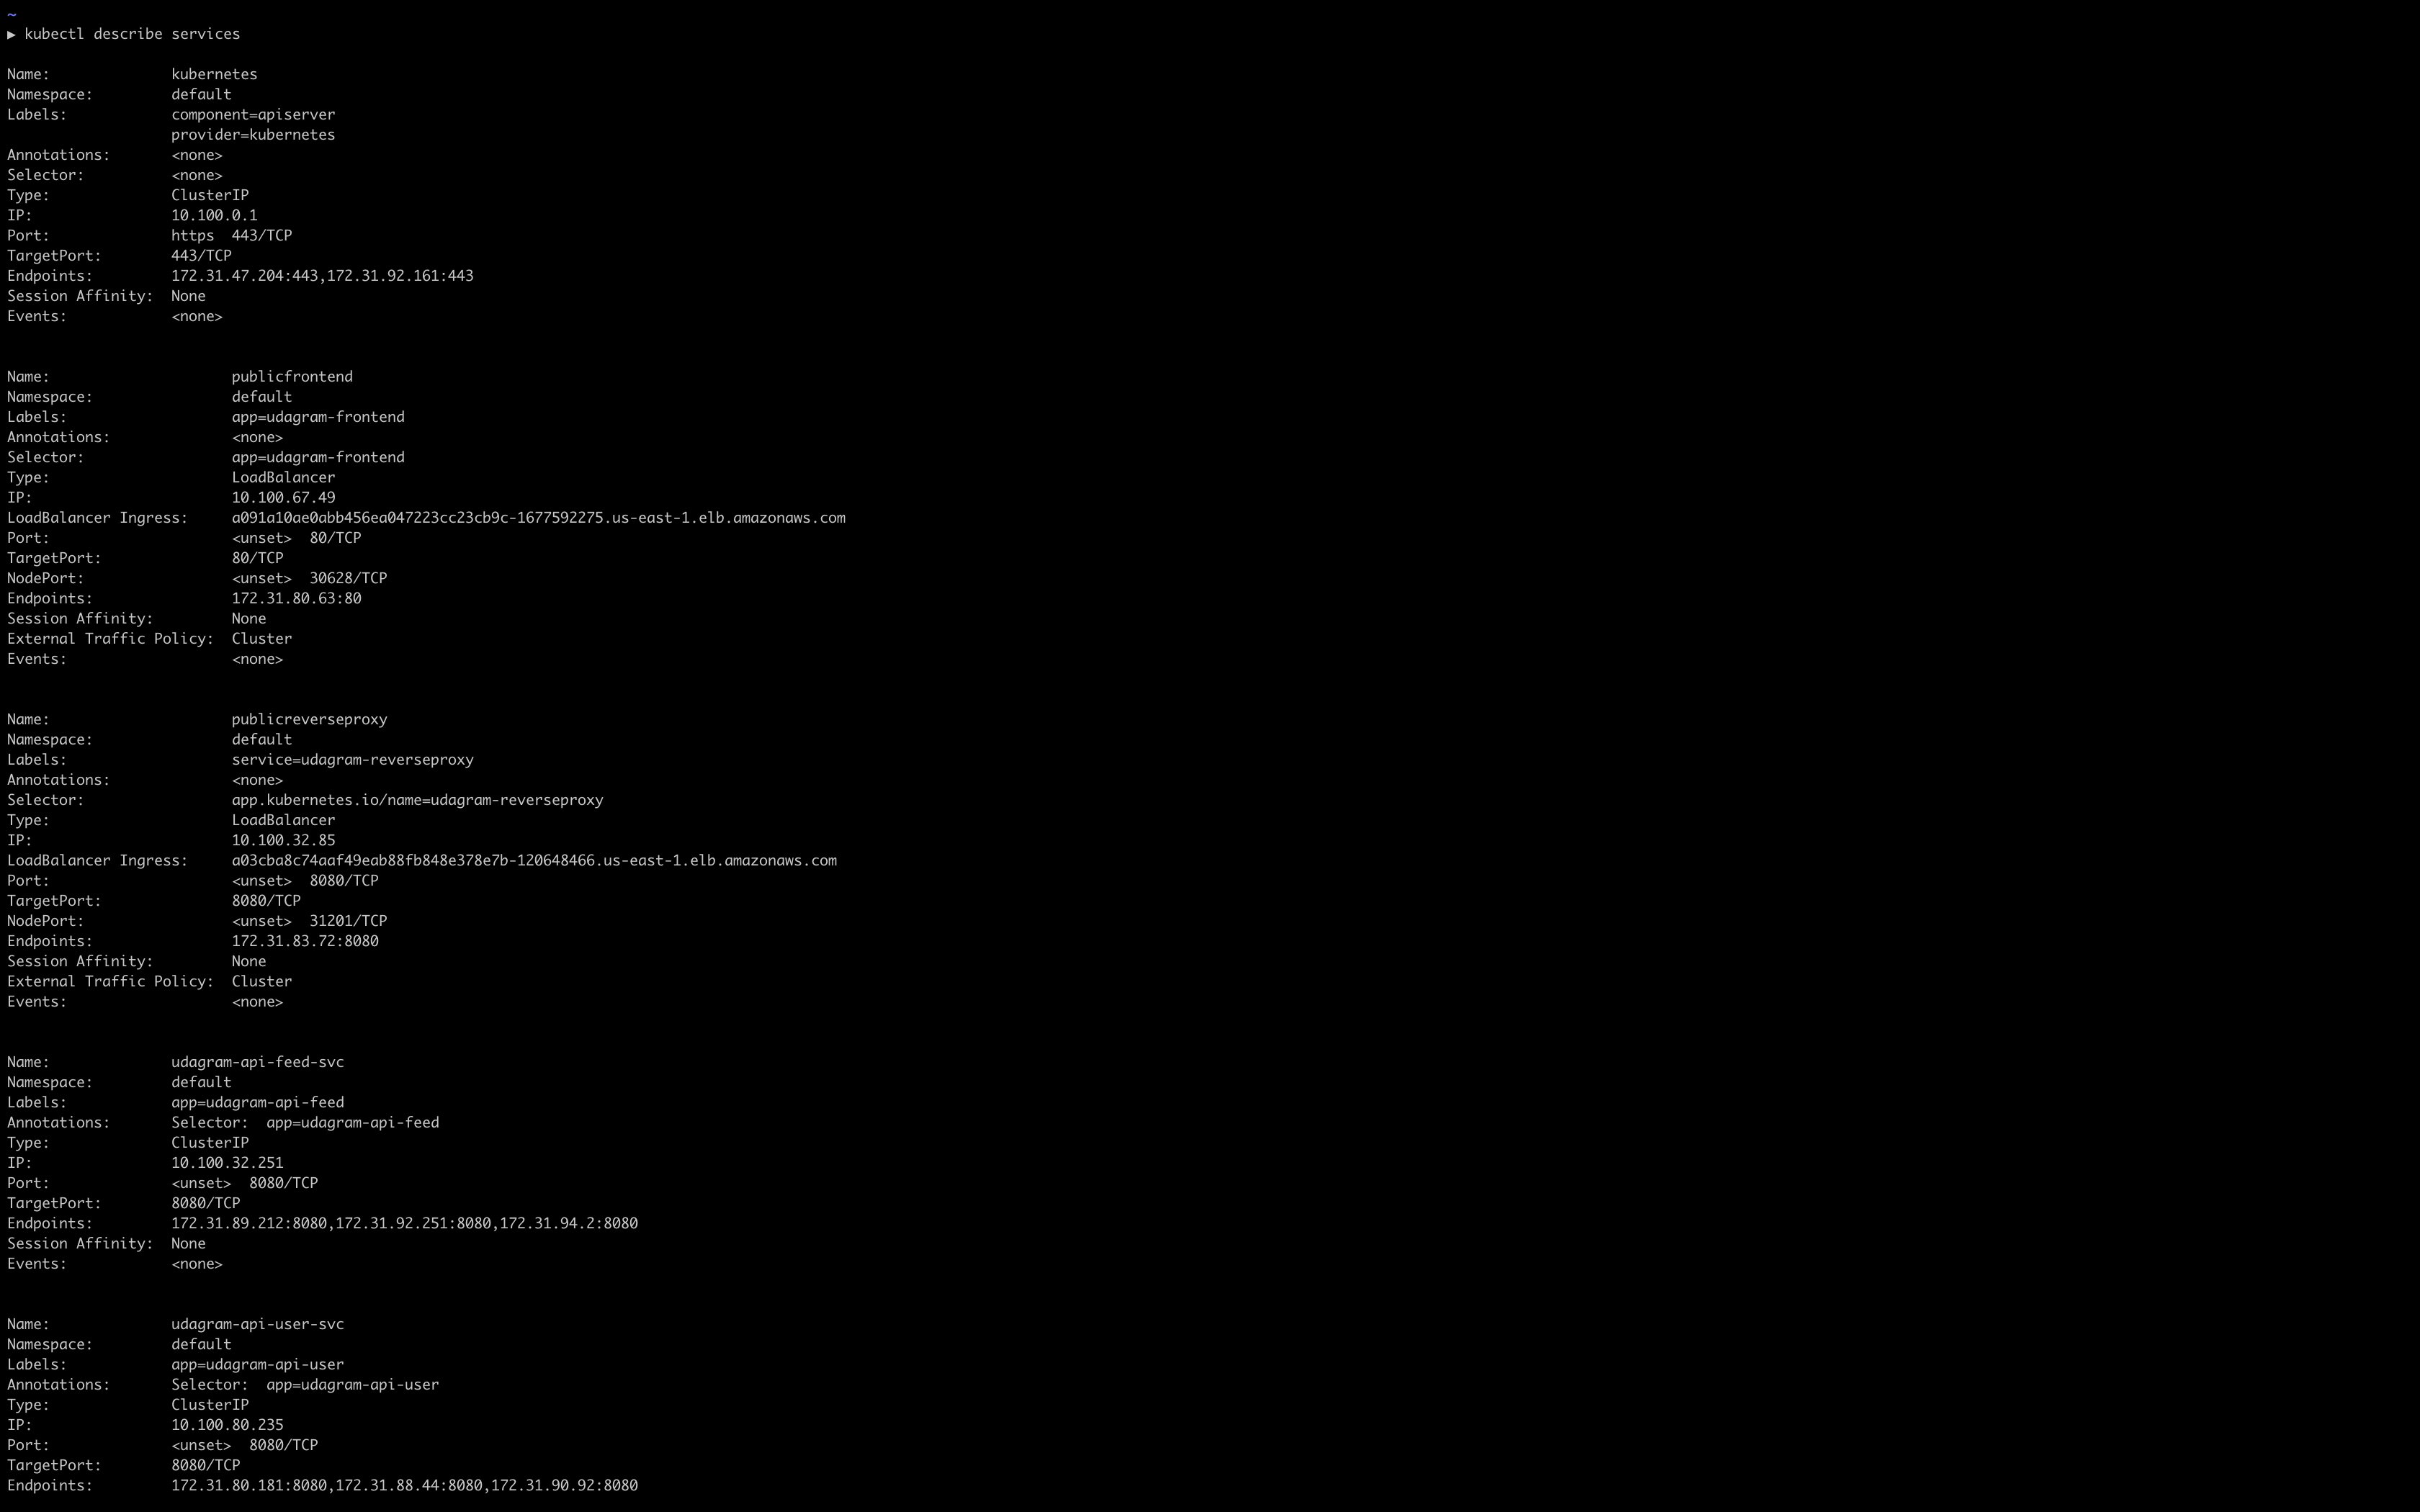 ~
▶ kubectl describe services
Name:              kubernetes
Namespace:         default
Labels:            component=apiserver
                   provider=kubernetes
Annotations:       <none>
Selector:          <none>
Type:              ClusterIP
IP:                10.100.0.1
Port:              https  443/TCP
TargetPort:        443/TCP
Endpoints:         172.31.47.204:443,172.31.92.161:443
Session Affinity:  None
Events:            <none>
Name:                     publicfrontend
Namespace:                default
Labels:                   app=udagram-frontend
Annotations:              <none>
Selector:                 app=udagram-frontend
Type:                     LoadBalancer
IP:                       10.100.67.49
LoadBalancer Ingress:     a091a10ae0abb456ea047223cc23cb9c-1677592275.us-east-1.elb.amazonaws.com
Port:                     <unset>  80/TCP
TargetPort:               80/TCP
NodePort:                 <unset>  30628/TCP
Endpoints:                172.31.80.63:80
Session Affinity:         None
External Traffic Policy:  Cluster
Events:                   <none>
Name:                     publicreverseproxy
Namespace:                default
Labels:                   service=udagram-reverseproxy
Annotations:              <none>
Selector:                 app.kubernetes.io/name=udagram-reverseproxy
Type:                     LoadBalancer
IP:                       10.100.32.85
LoadBalancer Ingress:     a03cba8c74aaf49eab88fb848e378e7b-120648466.us-east-1.elb.amazonaws.com
Port:                     <unset>  8080/TCP
TargetPort:               8080/TCP
NodePort:                 <unset>  31201/TCP
Endpoints:                172.31.83.72:8080
Session Affinity:         None
External Traffic Policy:  Cluster
Events:                   <none>
Name:              udagram-api-feed-svc
Namespace:         default
Labels:            app=udagram-api-feed
Annotations:       Selector:  app=udagram-api-feed
Type:              ClusterIP
IP:                10.100.32.251
Port:              <unset>  8080/TCP
TargetPort:        8080/TCP
Endpoints:         172.31.89.212:8080,172.31.92.251:8080,172.31.94.2:8080
Session Affinity:  None
Events:            <none>
Name:              udagram-api-user-svc
Namespace:         default
Labels:            app=udagram-api-user
Annotations:       Selector:  app=udagram-api-user
Type:              ClusterIP
IP:                10.100.80.235
Port:              <unset>  8080/TCP
TargetPort:        8080/TCP
Endpoints:         172.31.80.181:8080,172.31.88.44:8080,172.31.90.92:8080